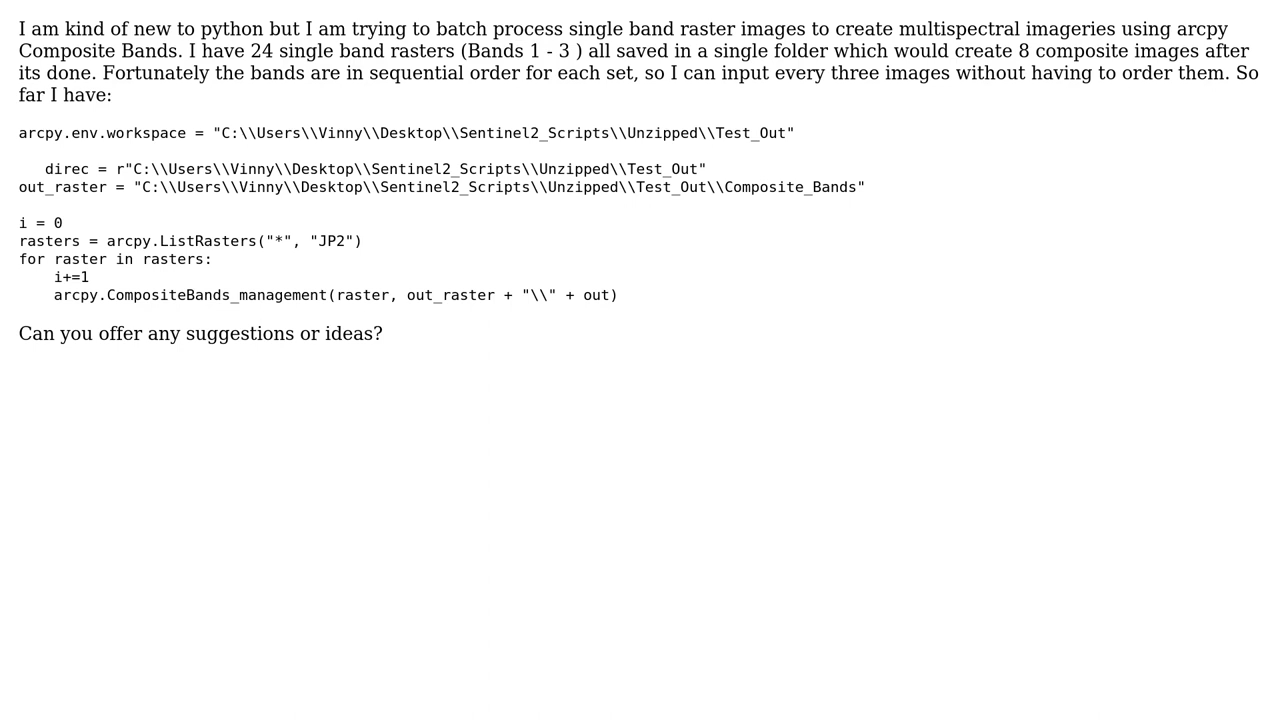 I am kind of new to python but I am trying to batch process single band raster images to create multispectral imageries using arcpy
Composite Bands. I have 24 single band rasters (Bands 1 - 3 ) all saved in a single folder which would create 8 composite images after
its done. Fortunately the bands are in sequential order for each set, so I can input every three images without having to order them. So
far I have:
arcpy.env.workspace = "C:\\Users\\Vinny\\Desktop\\Sentinel2_Scripts\\Unzipped\\Test_Out"
   direc = r"C:\\Users\\Vinny\\Desktop\\Sentinel2_Scripts\\Unzipped\\Test_Out"
out_raster = "C:\\Users\\Vinny\\Desktop\\Sentinel2_Scripts\\Unzipped\\Test_Out\\Composite_Bands"
i = 0
rasters = arcpy.ListRasters("*", "JP2")
for raster in rasters:
    i+=1
    arcpy.CompositeBands_management(raster, out_raster + "\\" + out)
Can you offer any suggestions or ideas?